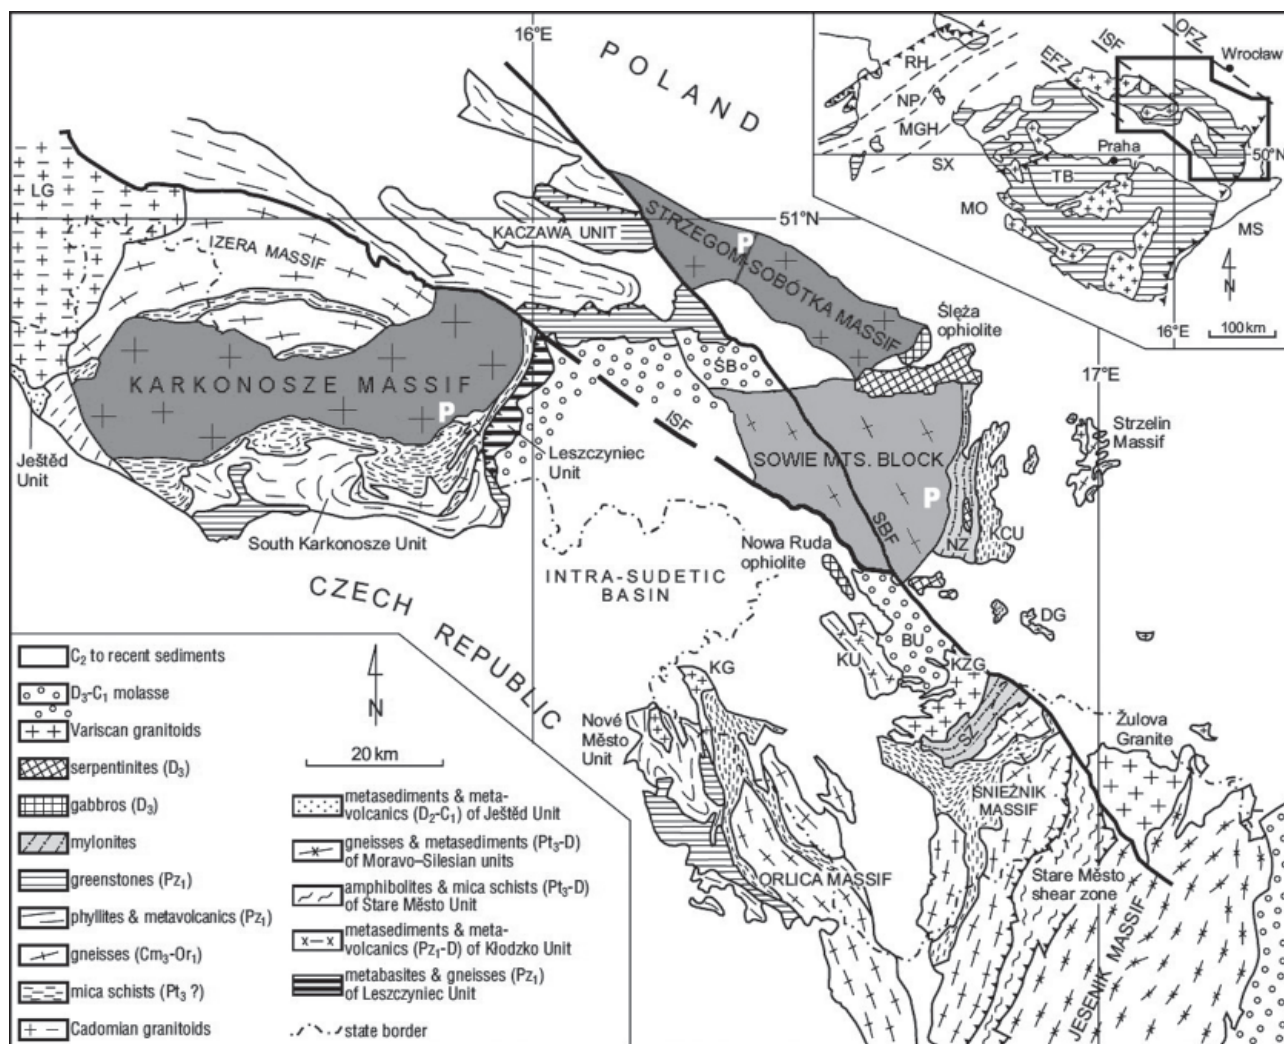 16°E
POLAND
LG
IZERA MASSIF
KACZAWA UNIT
STRZEGOM-SOBÓTKA MASSIF
P
51°N
Ślęża
ophiolite
KARKONOSZE MASSIF
P
ŚB
ISF
17°E
Strzelin
Massif
Ještěd
Unit
Leszczyniec
Unit
SOWIE MTS. BLOCK
P
SBF
NZ
KCU
South Karkonosze Unit
Nowa Ruda
ophiolite
INTRA-SUDETIC
BASIN
CZECH REPUBLIC
DG
BU
KU
KZG
KG
SZ
Nové
Město
Unit
Žulova
Granite
ŚNIEŻNIK
MASSIF
ORLICA MASSIF
Stare Město
shear zone
JESENIK MASSIF
RH
NP
MGH
SX
MO
EFZ
ISF
OFZ
Wrocław
Praha
50°N
TB
MS
N
16°E
100 km
C2 to recent sediments
D3-C1 molasse
Variscan granitoids
serpentinites (D3)
gabbros (D3)
mylonites
greenstones (Pz1)
phyllites & metavolcanics (Pz1)
gneisses (Cm3-Or1)
mica schists (Pt3 ?)
Cadomian granitoids
N
20 km
metasediments & meta-
volcanics (D2-C1) of Ještěd Unit
gneisses & metasediments (Pt3-D)
of Moravo–Silesian units
amphibolites & mica schists (Pt3-D)
of Stare Město Unit
metasediments & meta-
volcanics (Pz1-D) of Kłodzko Unit
metabasites & gneisses (Pz1)
of Leszczyniec Unit
state border